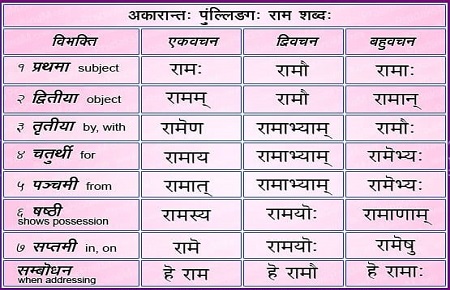 अकारान्तः पुंल्लिङगः राम शब्दः
विभक्ति एकवचन द्विवचन बहुवचन
१ प्रथमा subject रामः रामौ रामाः
२ द्वितीया object रामम् रामौ रामान्
३ तृतीया by, with रामॆण रामाभ्याम् रामौः
४ चतुर्थी for रामाय रामाभ्याम् रामॆभ्यः
५ पञ्चमी from रामात् रामाभ्याम् रामॆभ्यः
६ षष्ठी shows possession रामस्य रामयॊः रामाणाम्
७ सप्तमी in, on रामॆ रामयॊः रामॆषु
सम्बॊधन when addressing हॆ राम हॆ रामौ हॆ रामाः